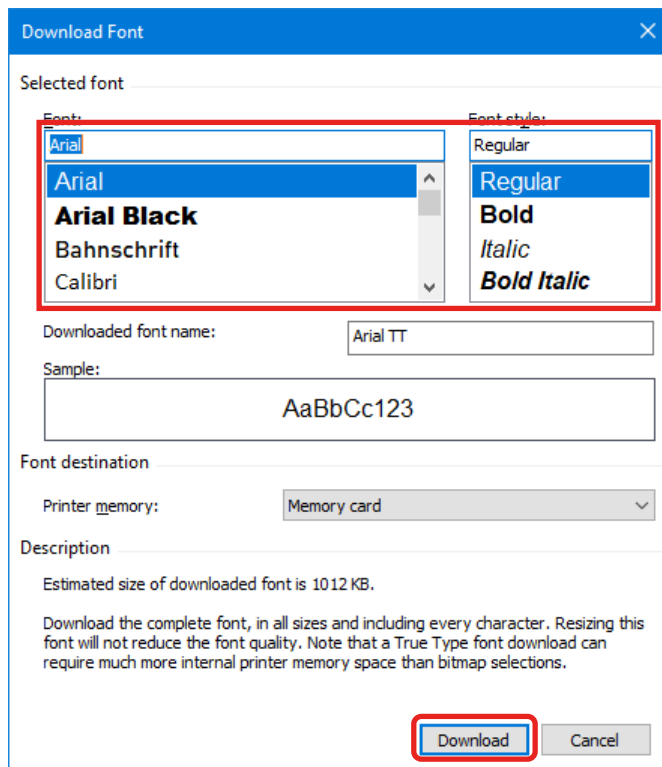 Download Font
Selected font
Font: Font style:
Arial Regular
Arial Regular
Arial Black Bold
Bahnschrift Italic
Calibri Bold Italic
Downloaded font name: Arial TT
Sample:
AaBbCc123
Font destination
Printer memory: Memory card
Description
Estimated size of downloaded font is 1012 KB.
Download the complete font, in all sizes and including every character. Resizing this
font will not reduce the font quality. Note that a True Type font download can
require much more internal printer memory space than bitmap selections.
Download Cancel